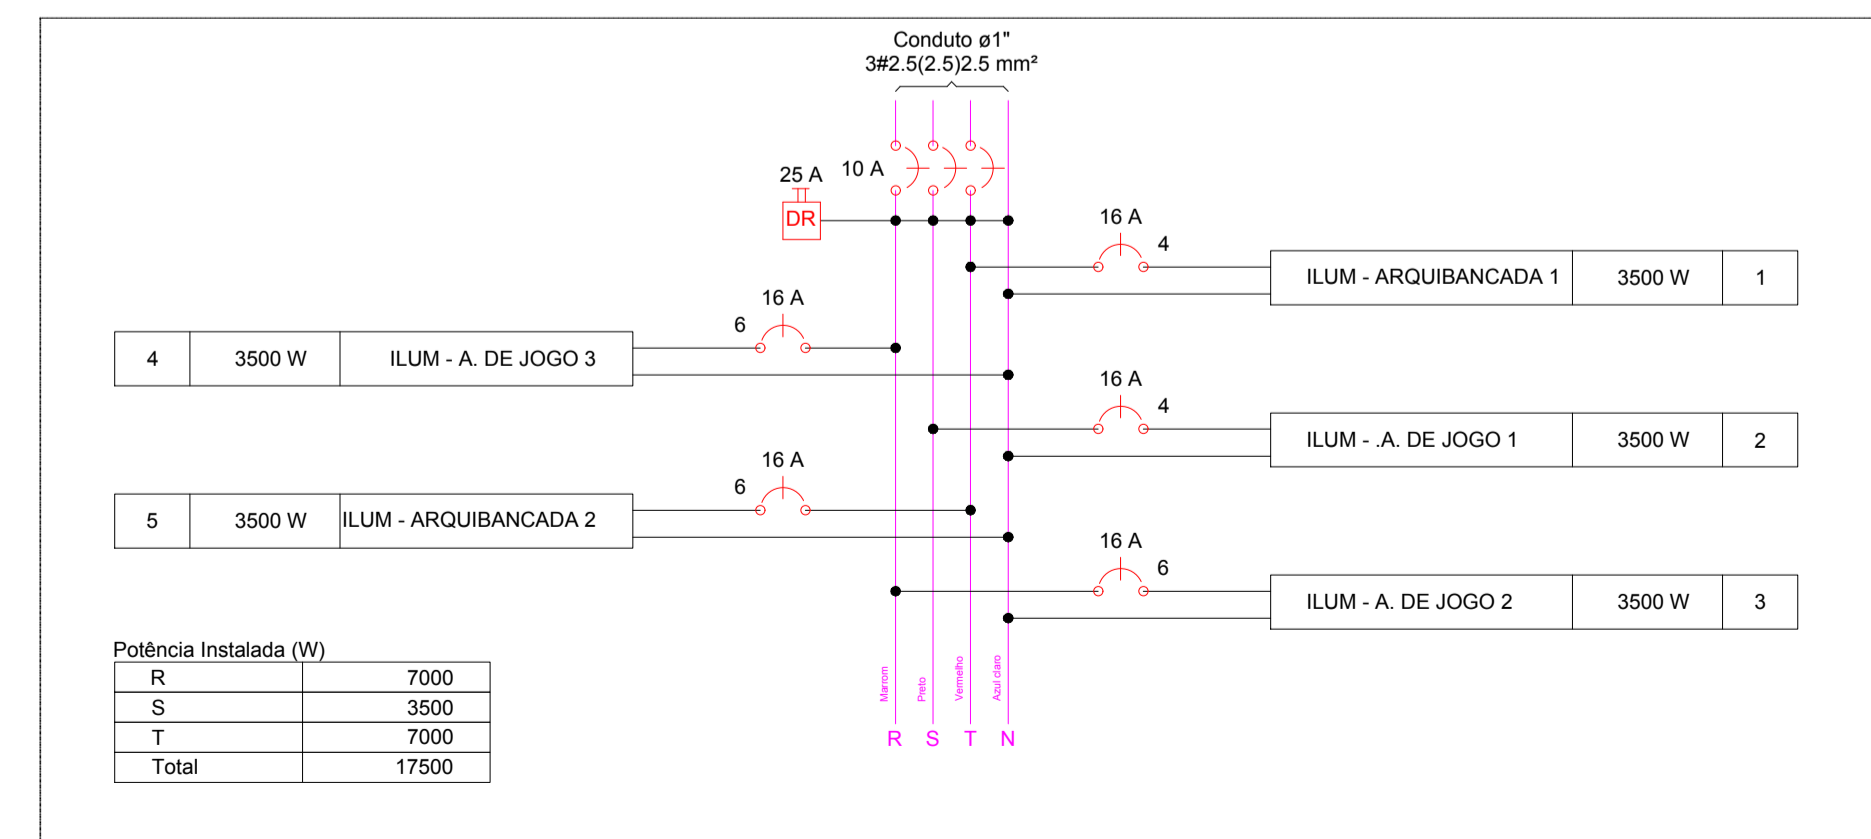 Conduto ø1"
3#2.5(2.5)2.5 mm²
25 A
10 A
DR
16 A
4
ILUM - ARQUIBANCADA 1 3500 W 1
16 A
6
4 3500 W ILUM - A. DE JOGO 3
16 A
4
ILUM - .A. DE JOGO 1 3500 W 2
16 A
6
5 3500 W ILUM - ARQUIBANCADA 2
16 A
6
ILUM - A. DE JOGO 2 3500 W 3
Potência Instalada (W)
R 7000
S 3500
T 7000
Total 17500
Marrom
Preto
Vermelho
Azul claro
R S T N